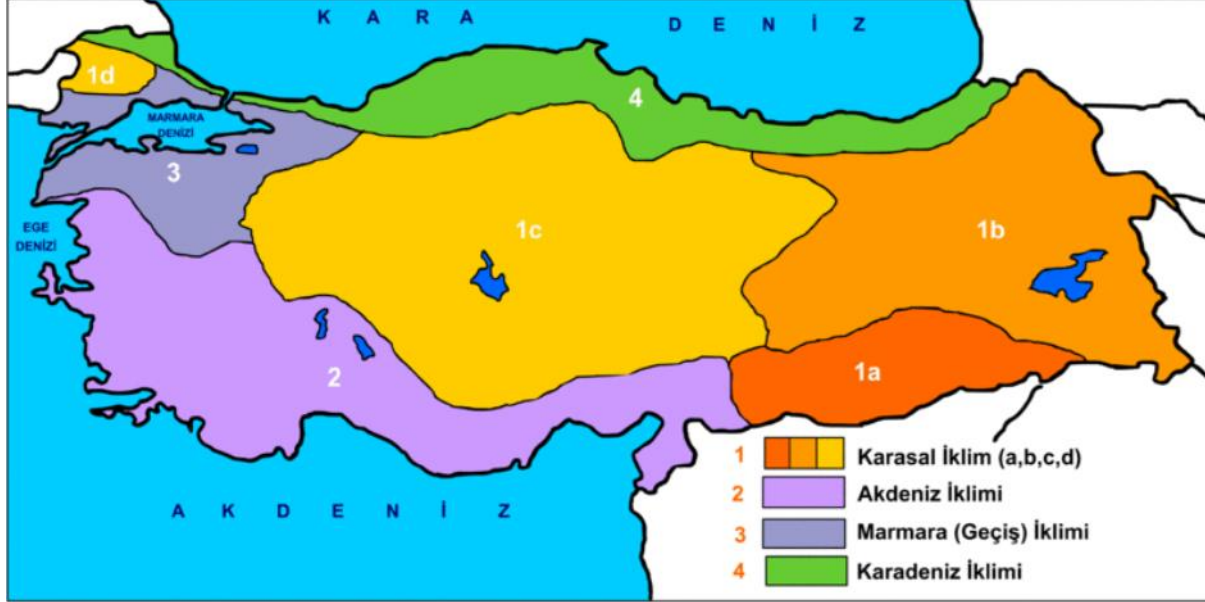 K A R A
D E N İ Z
1d
MARMARA
DENİZİ
4
3
EGE
DENİZİ
1c
1b
2
1a
A K D E N İ Z
1 Karasal İklim (a,b,c,d)
2 Akdeniz İklimi
3 Marmara (Geçiş) İklimi
4 Karadeniz İklimi